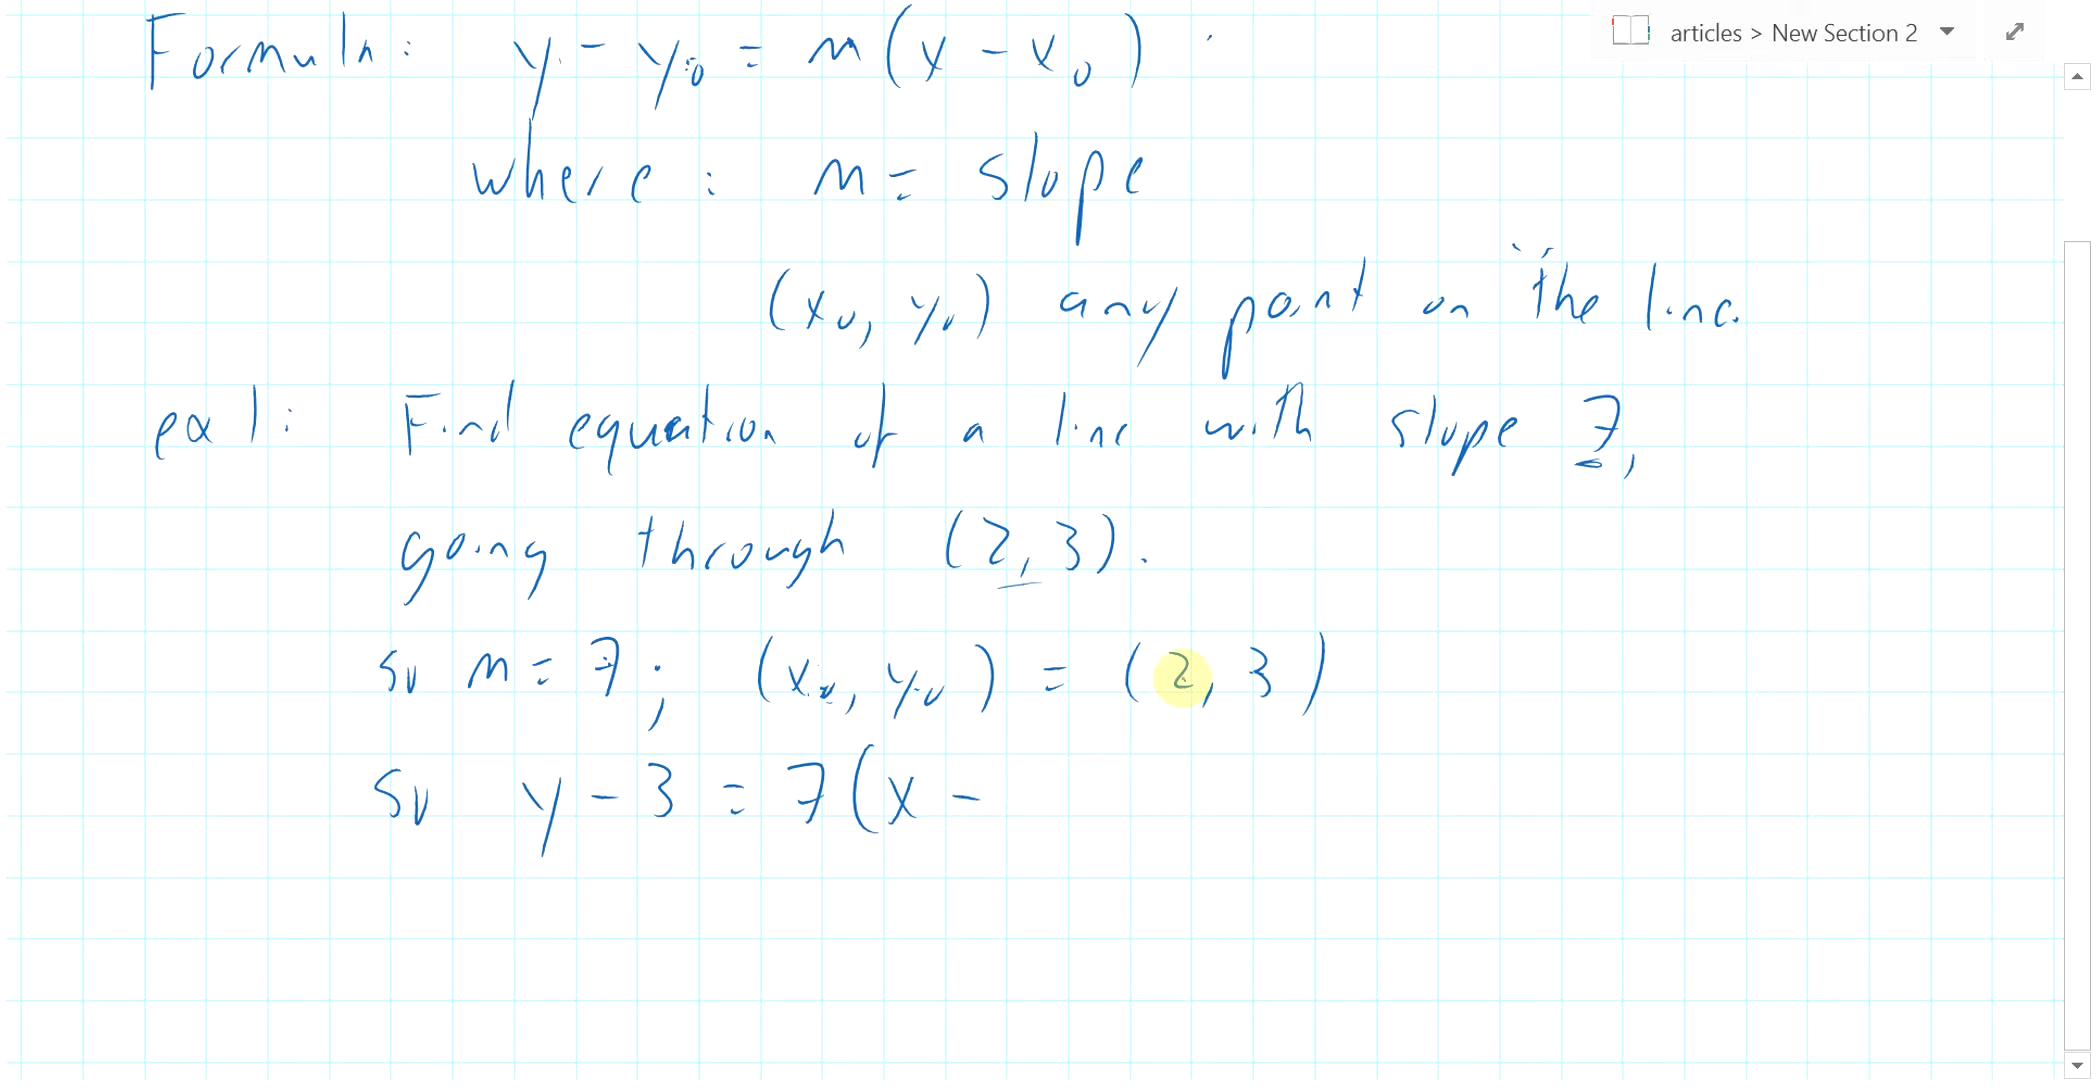 articles > New Section 2
Formula: y - y₀ = m(x - x₀)
where: m = slope
(x₀, y₀) any point on the line.
ex 1: Find equation of a line with slope 7,
going through (2, 3).
so m = 7; (x₀, y₀) = (2, 3)
so y - 3 = 7(x -